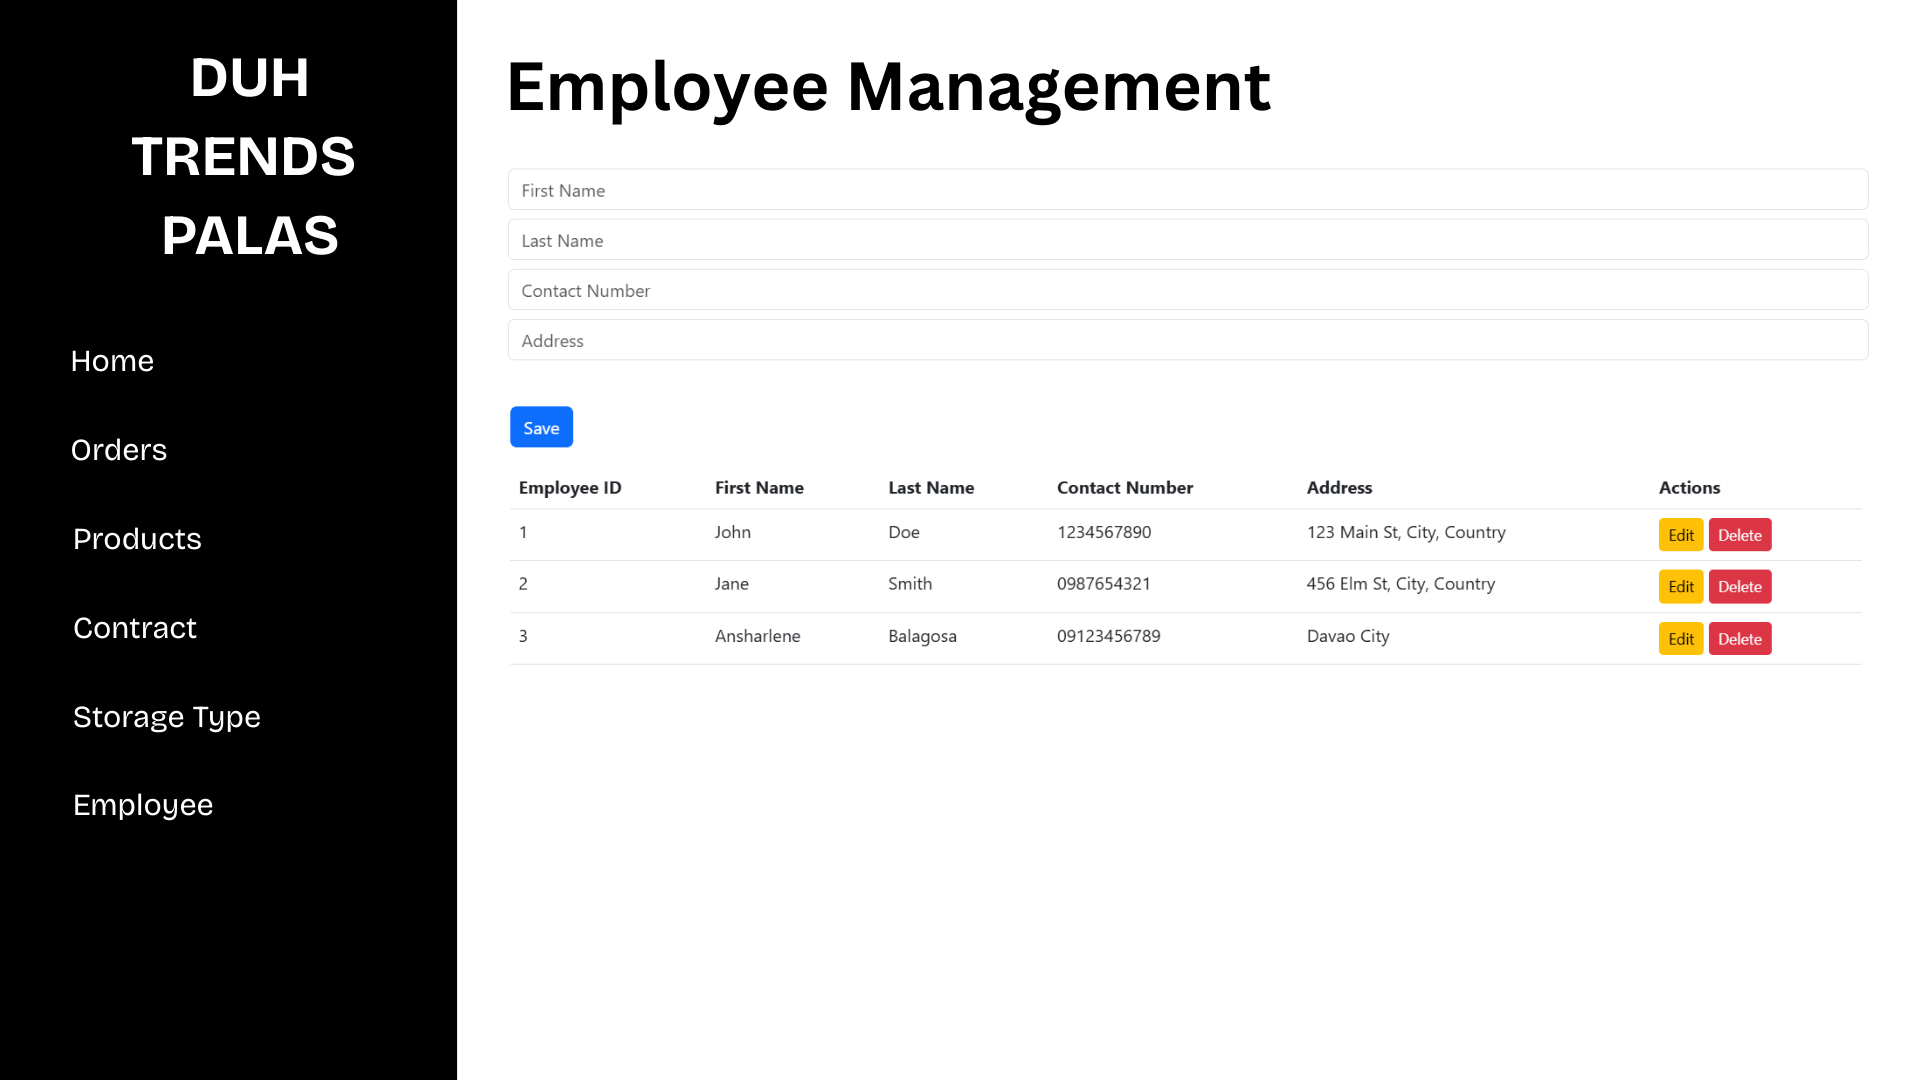 DUH
TRENDS
PALAS
Home
Orders
Products
Contract
Storage Type
Employee
Employee Management
First Name
Last Name
Contact Number
Address
Save
Employee ID First Name Last Name Contact Number Address Actions
1 John Doe 1234567890 123 Main St, City, Country Edit Delete
2 Jane Smith 0987654321 456 Elm St, City, Country Edit Delete
3 Ansharlene Balagosa 09123456789 Davao City Edit Delete